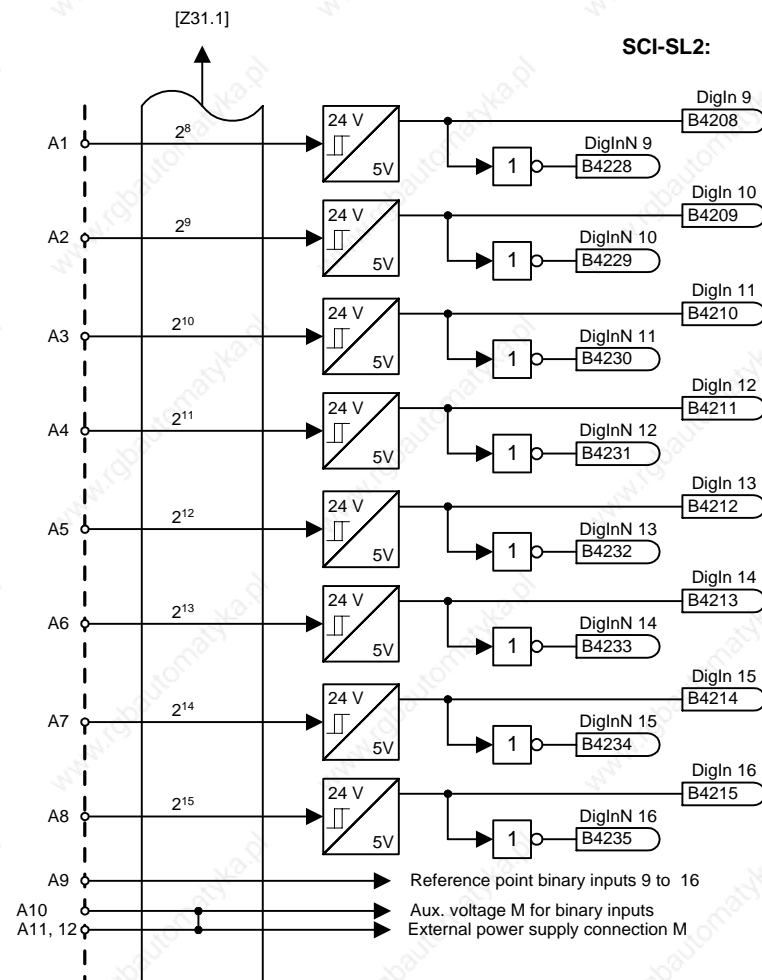 [Z31.1]
SCI-SL2:
DigIn 9
24 V
B4208
2⁸
DigInN 9
A1
5V
1
B4228
DigIn 10
24 V
B4209
2⁹
DigInN 10
A2
5V
1
B4229
DigIn 11
24 V
B4210
2¹⁰
DigInN 11
A3
5V
1
B4230
DigIn 12
24 V
B4211
2¹¹
DigInN 12
A4
5V
1
B4231
DigIn 13
24 V
B4212
2¹²
DigInN 13
A5
5V
1
B4232
DigIn 14
24 V
B4213
2¹³
DigInN 14
A6
5V
1
B4233
DigIn 15
24 V
B4214
2¹⁴
DigInN 15
A7
5V
1
B4234
DigIn 16
24 V
B4215
2¹⁵
DigInN 16
A8
5V
1
B4235
A9 Reference point binary inputs 9 to 16
A10 Aux. voltage M for binary inputs
A11, 12 External power supply connection M
www.rgbautomatyka.pl